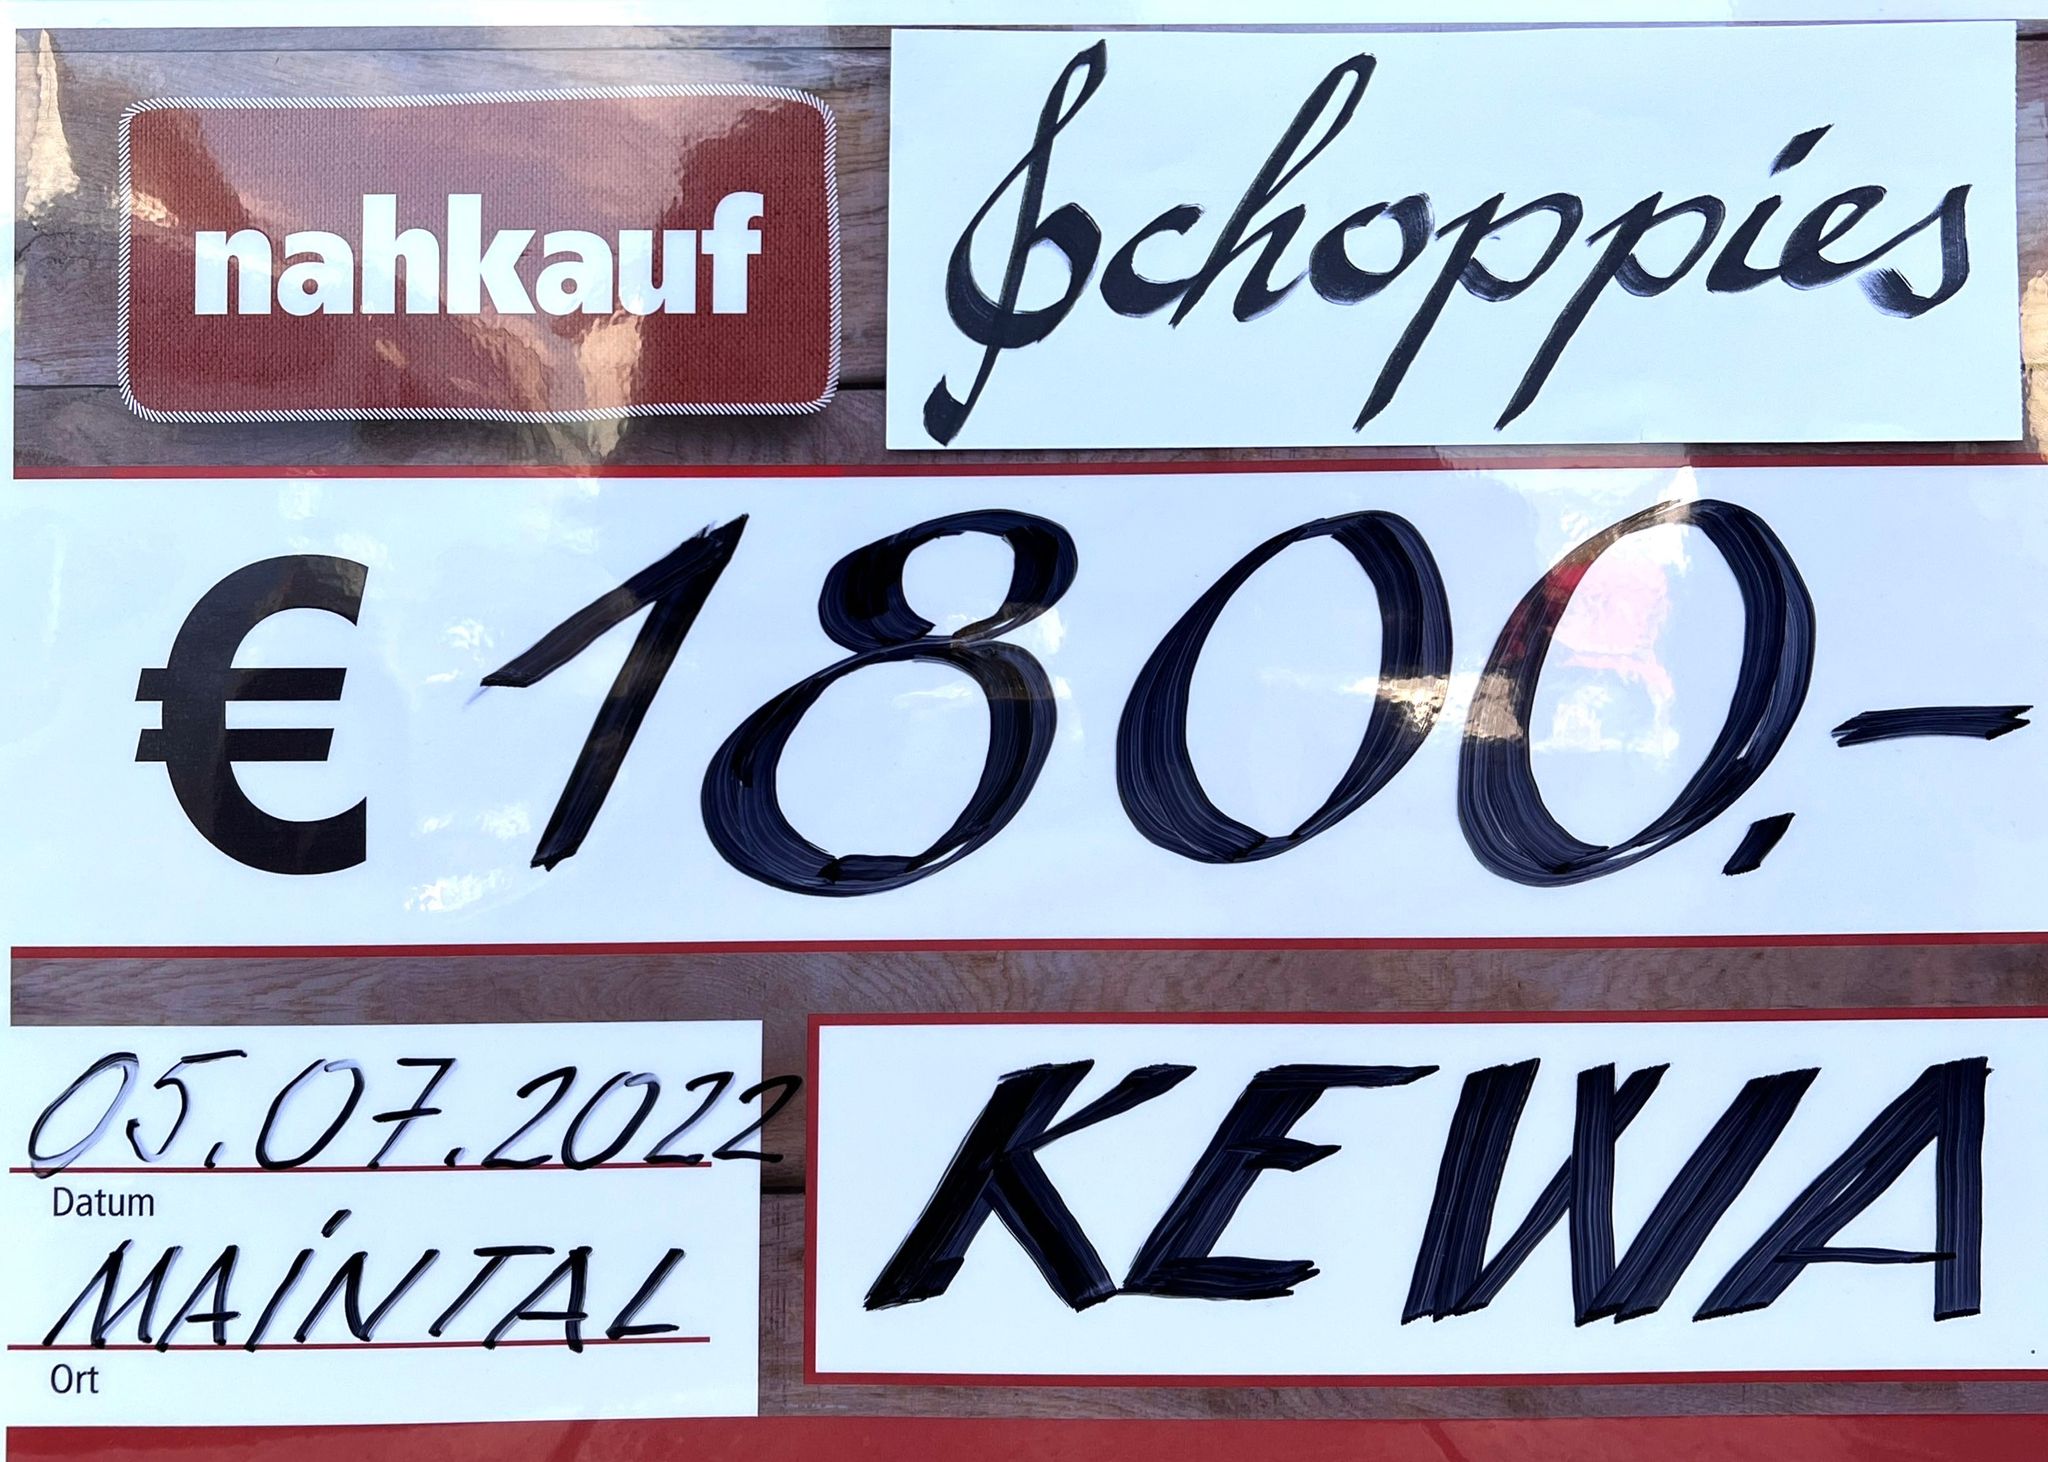 nahkauf
Schoppies
€ 1800.-
05.07.2022
Datum
MAINTAL
Ort
KEWA